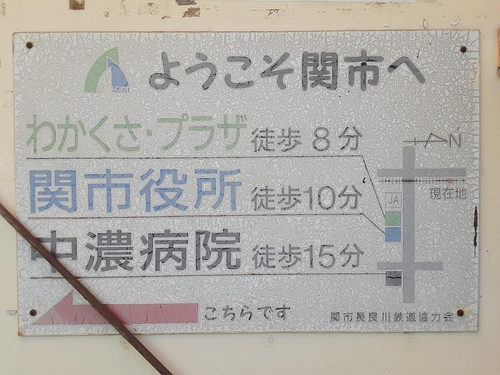 SEKI ようこそ関市へ
わかくさ・プラザ 徒歩 8分
関市役所 徒歩10分
中濃病院 徒歩15分
N
現在地
JA
こちらです
関市長良川鉄道協力会